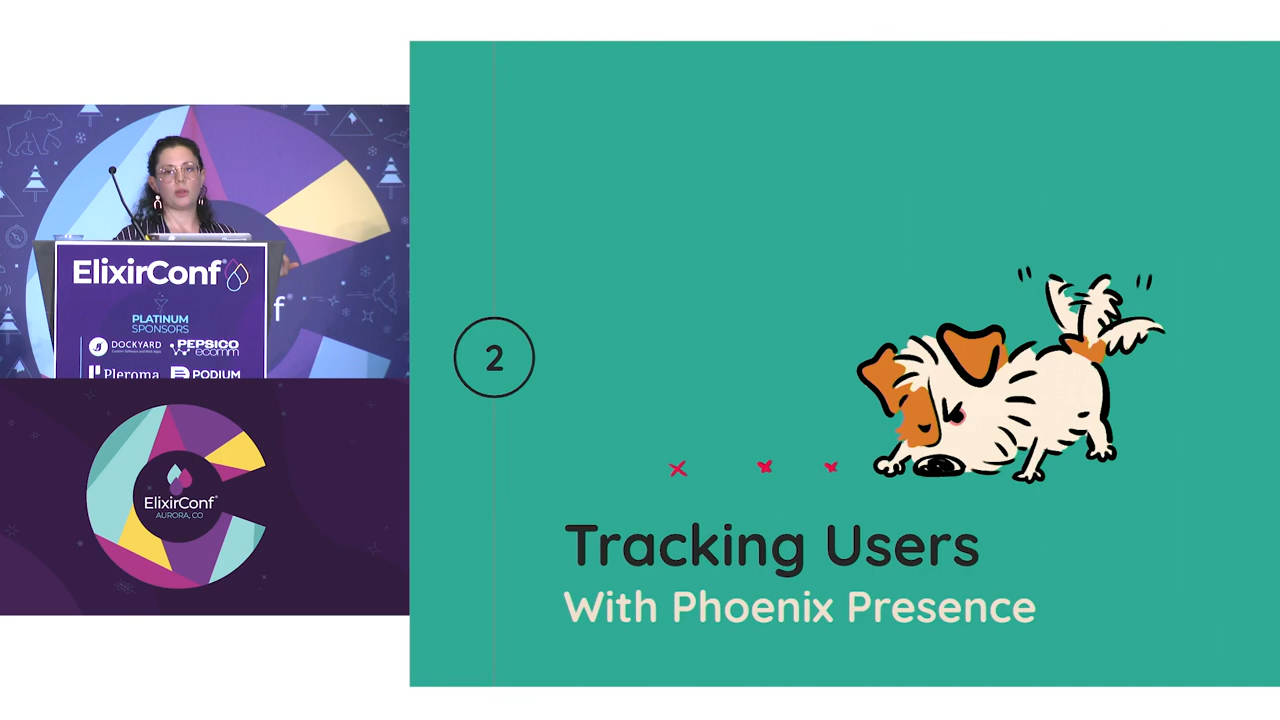 ElixirConf
f
PLATINUM
SPONSORS
DOCKYARD
PEPSICO
ecomm
Pleroma
PODIUM
ElixirConf
AURORA, CO
2
Tracking Users
With Phoenix Presence